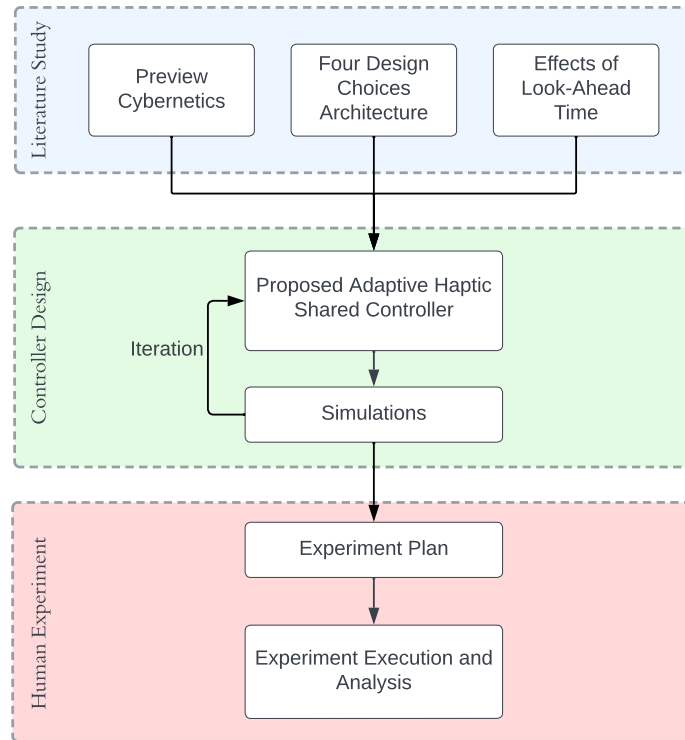 Literature Study
Preview
Cybernetics
Four Design
Choices
Architecture
Effects of
Look-Ahead
Time
Controller Design
Proposed Adaptive Haptic
Shared Controller
Iteration
Simulations
Human Experiment
Experiment Plan
Experiment Execution and
Analysis